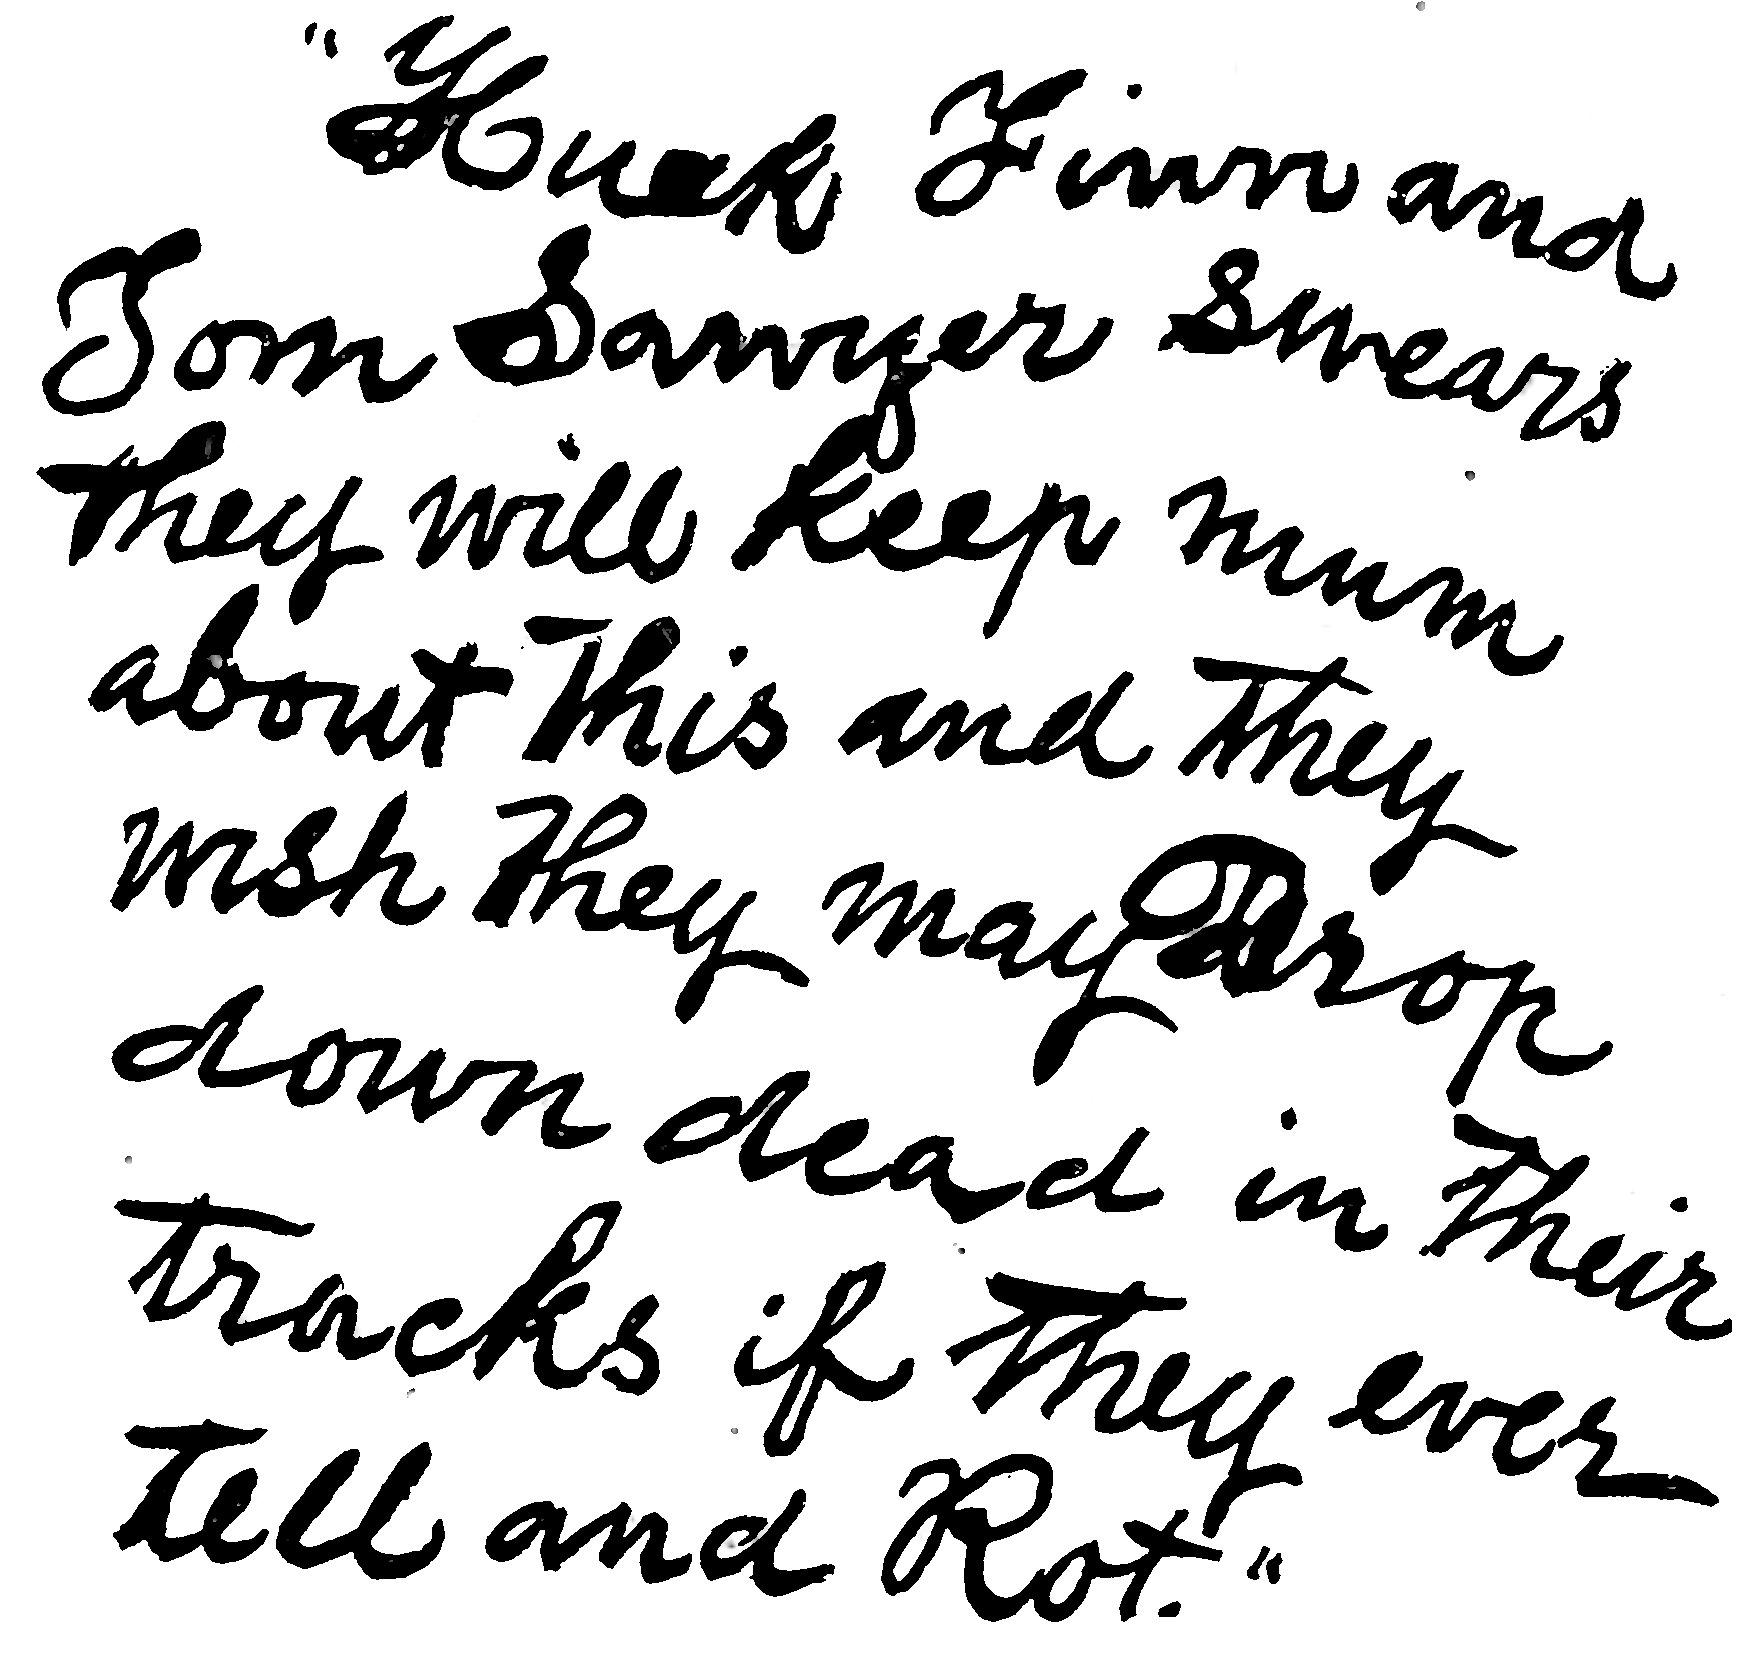 "Huck Finn and
Tom Sawyer swears
they will keep mum
about this and they
wish they may Drop
down dead in their
tracks if they ever
tell and Rot."